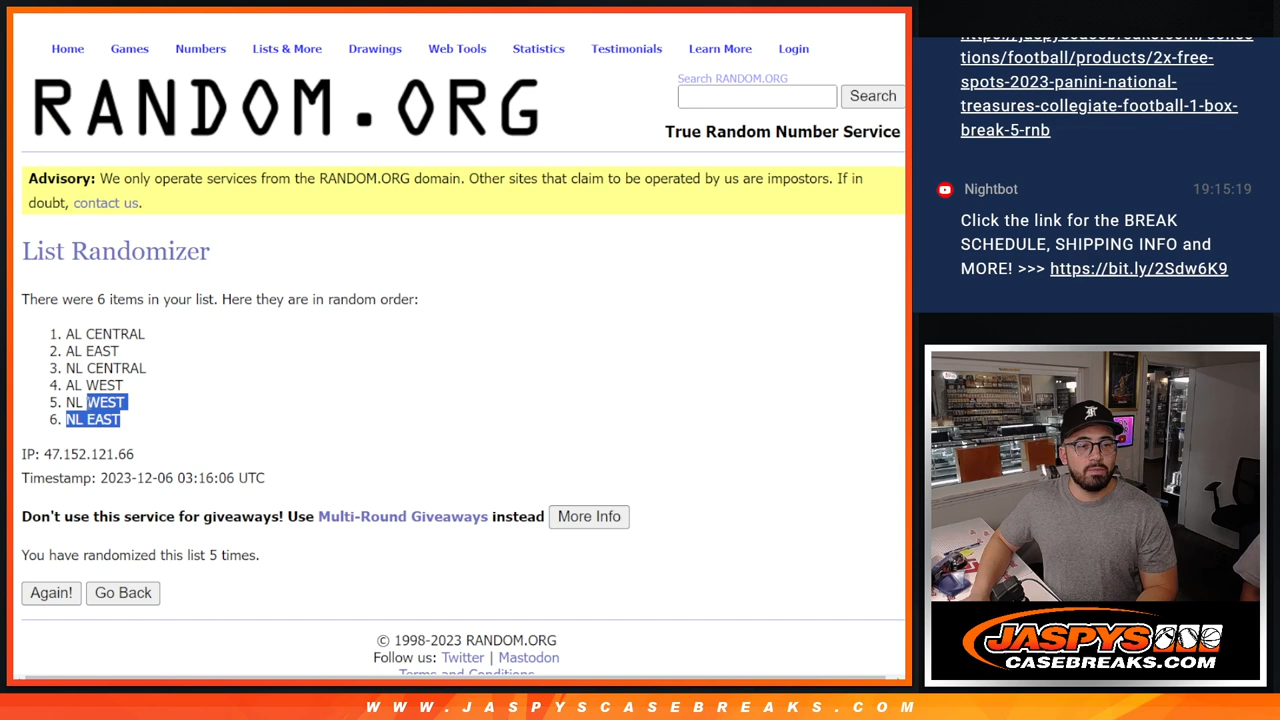 Home Games Numbers Lists & More Drawings Web Tools Statistics Testimonials Learn More Login
RANDOM.ORG
Search RANDOM.ORG
Search
True Random Number Service
Advisory: We only operate services from the RANDOM.ORG domain. Other sites that claim to be operated by us are impostors. If in
doubt, contact us.
List Randomizer
There were 6 items in your list. Here they are in random order:
1. AL CENTRAL
2. AL EAST
3. NL CENTRAL
4. AL WEST
5. NL WEST
6. NL EAST
IP: 47.152.121.66
Timestamp: 2023-12-06 03:16:06 UTC
Don't use this service for giveaways! Use Multi-Round Giveaways instead More Info
You have randomized this list 5 times.
Again! Go Back
© 1998-2023 RANDOM.ORG
Follow us: Twitter | Mastodon
Terms and Conditions
https://jaspyscasebreaks.com/collec
tions/football/products/2x-free-
spots-2023-panini-national-
treasures-collegiate-football-1-box-
break-5-rnb
Nightbot 19:15:19
Click the link for the BREAK
SCHEDULE, SHIPPING INFO and
MORE! >>> https://bit.ly/2Sdw6K9
JASPYS
CASEBREAKS.COM
WWW.JASPYSCASEBREAKS.COM